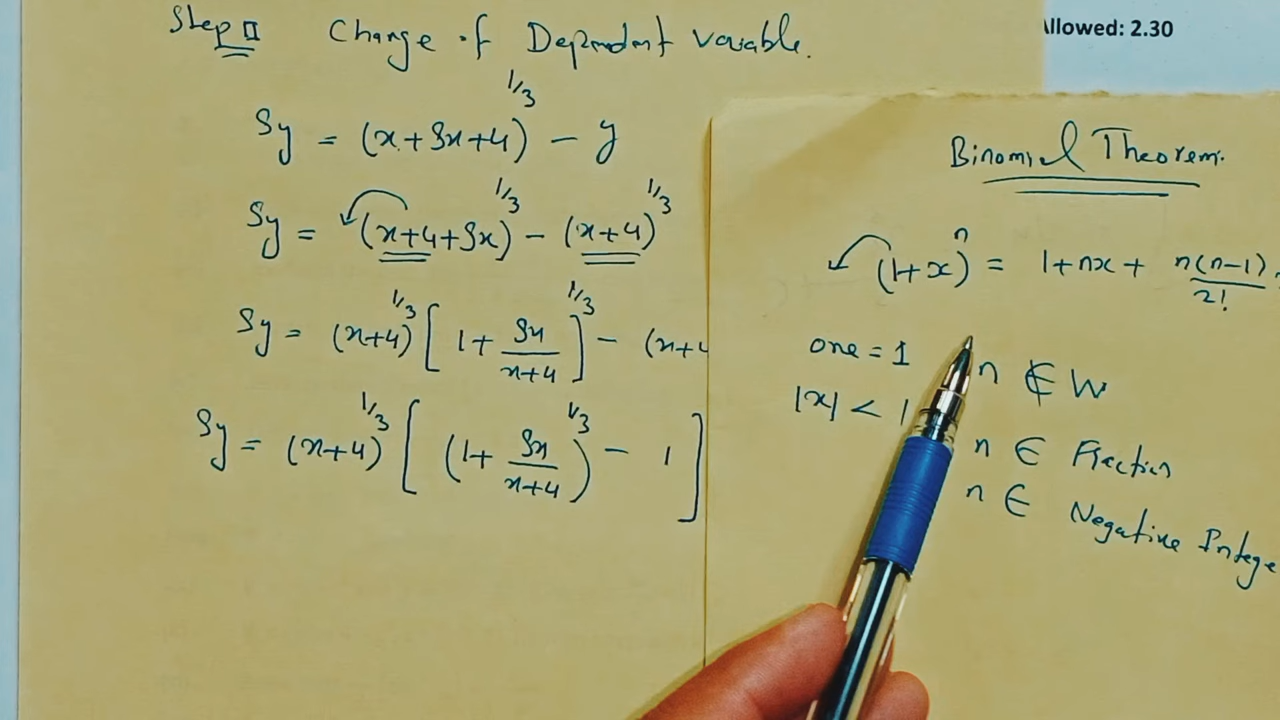 Step II Change of Dependent Variable.
δy = (x + δx + 4)^1/3 − y
δy = (x+4 + δx)^1/3 − (x+4)^1/3
δy = (x+4)^1/3 [1 + δx/(x+4)]^1/3 − (x+4
δy = (x+4)^1/3 [(1 + δx/(x+4))^1/3 − 1]
Allowed: 2.30
Binomial Theorem.
(1+x)^n = 1 + nx + n(n−1)/2!
one = 1
|x| < 1
n ∉ W
n ∈ Fraction
n ∈ Negative Intege